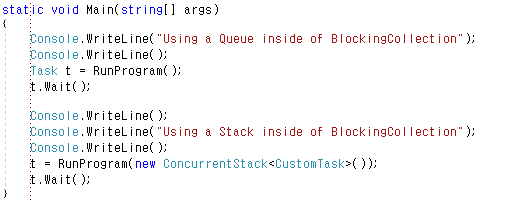 static void Main(string[] args)
{
    Console.WriteLine("Using a Queue inside of BlockingCollection");
    Console.WriteLine();
    Task t = RunProgram();
    t.Wait();

    Console.WriteLine();
    Console.WriteLine("Using a Stack inside of BlockingCollection");
    Console.WriteLine();
    t = RunProgram(new ConcurrentStack<CustomTask>());
    t.Wait();
}